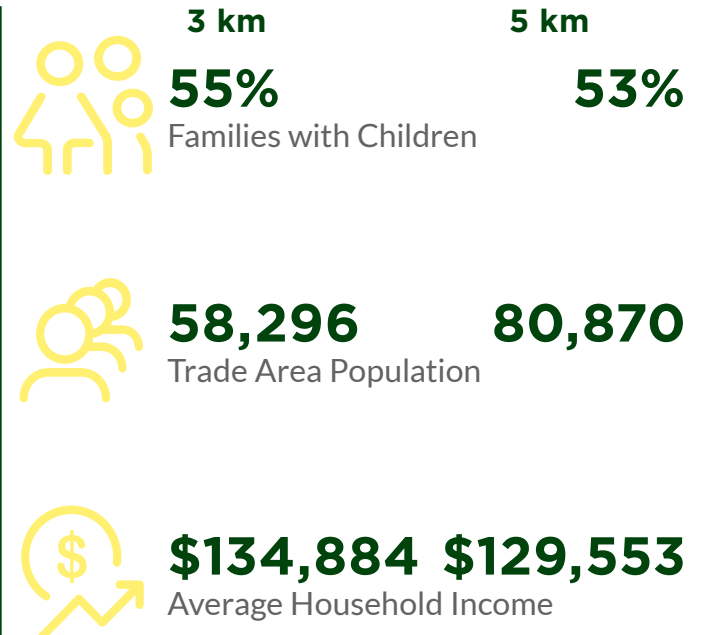 3 km 5 km
55% 53%
Families with Children
58,296 80,870
Trade Area Population
$
$134,884 $129,553
Average Household Income